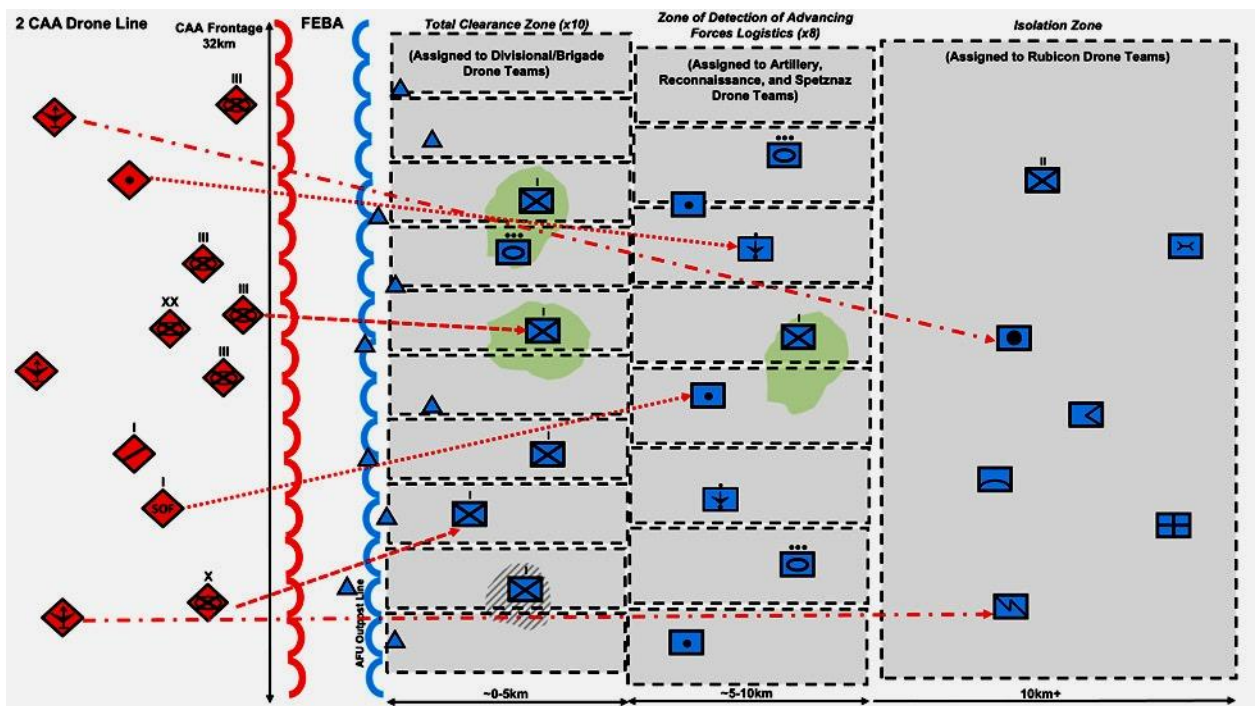 2 CAA Drone Line
CAA Frontage
32km
FEBA
Total Clearance Zone (x10)
(Assigned to Divisional/Brigade
Drone Teams)
Zone of Detection of Advancing
Forces Logistics (x8)
(Assigned to Artillery,
Reconnaissance, and Spetznaz
Drone Teams)
Isolation Zone
(Assigned to Rubicon Drone Teams)
III
III
XX
III
III
I
I
SOF
X
I
I
I
I
I
I
II
AFU Outpost Line
~0-5km
~5-10km
10km+